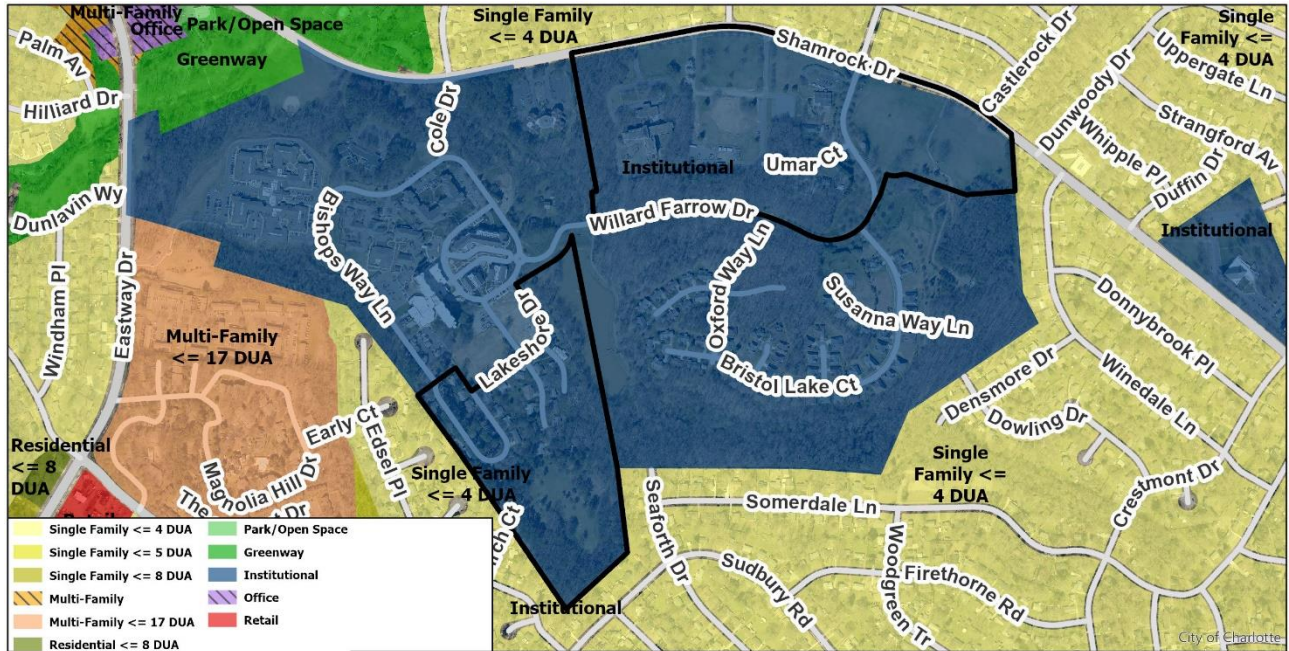 Multi-Family
Office
Park/Open Space
Greenway
Single Family
<= 4 DUA
Single
Family <=
4 DUA
Palm Av
Hilliard Dr
Dunlavin Wy
Windham Pl
Eastway Dr
Cole Dr
Bishops Way Ln
Shamrock Dr
Castlerock Dr
Dunwoody Dr
Uppergate Ln
Strangford Av
Whipple Pl
Duffin Dr
Institutional
Umar Ct
Willard Farrow Dr
Institutional
Oxford Way Ln
Susanna Way Ln
Lakeshore Dr
Bristol Lake Ct
Donnybrook Pl
Winedale Ln
Densmore Dr
Dowling Dr
Crestmont Dr
Multi-Family
<= 17 DUA
Early Ct
Edsel Pl
Magnolia Hill Dr
Residential
<= 8
DUA
Single Family
<= 4 DUA
Single
Family <=
4 DUA
Seaforth Dr
Somerdale Ln
Woodgreen Tr
Firethorne Rd
Sudbury Rd
Institutional
Single Family <= 4 DUA
Single Family <= 5 DUA
Single Family <= 8 DUA
Multi-Family
Multi-Family <= 17 DUA
Residential <= 8 DUA
Park/Open Space
Greenway
Institutional
Office
Retail
City of Charlotte